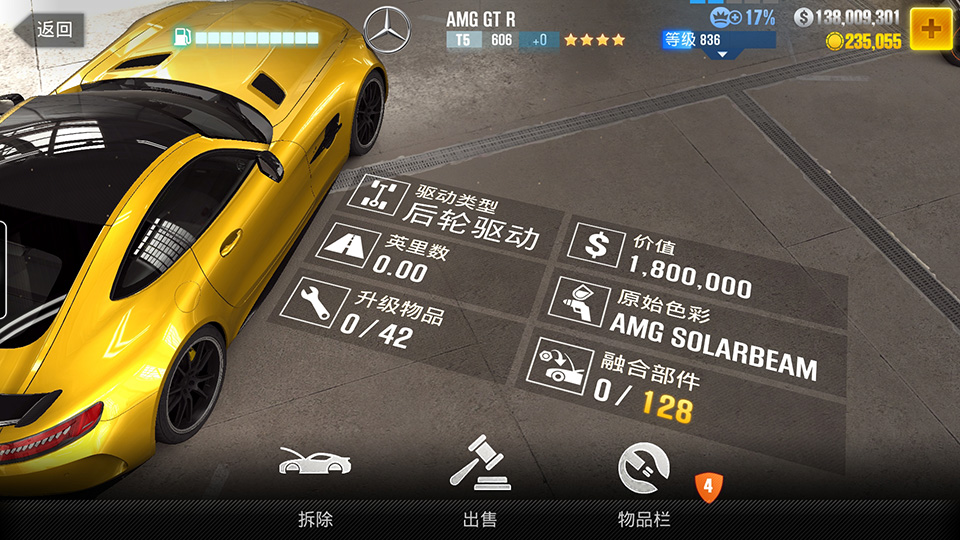 返回
AMG GT R
T5 606 +0
17%
138,009,301
等级 836
235,055
驱动类型
后轮驱动
英里数
0.00
升级物品
0/42
价值
1,800,000
原始色彩
AMG SOLARBEAM
融合部件
0/128
拆除
出售
物品栏
4